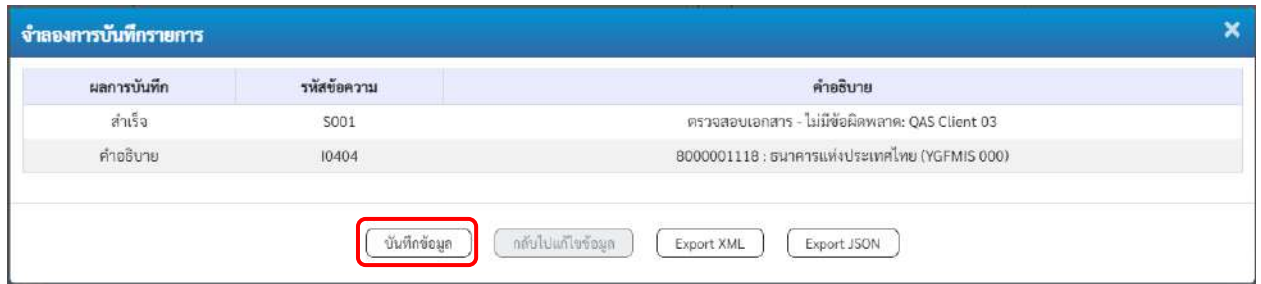 จำลองการบันทึกรายการ ×
ผลการบันทึก รหัสข้อความ คำอธิบาย
สำเร็จ S001 ตรวจสอบเอกสาร - ไม่มีข้อผิดพลาด: QAS Client 03
คำอธิบาย I0404 8000001118 : ธนาคารแห่งประเทศไทย (YGFMIS 000)
บันทึกข้อมูล กลับไปแก้ไขข้อมูล Export XML Export JSON